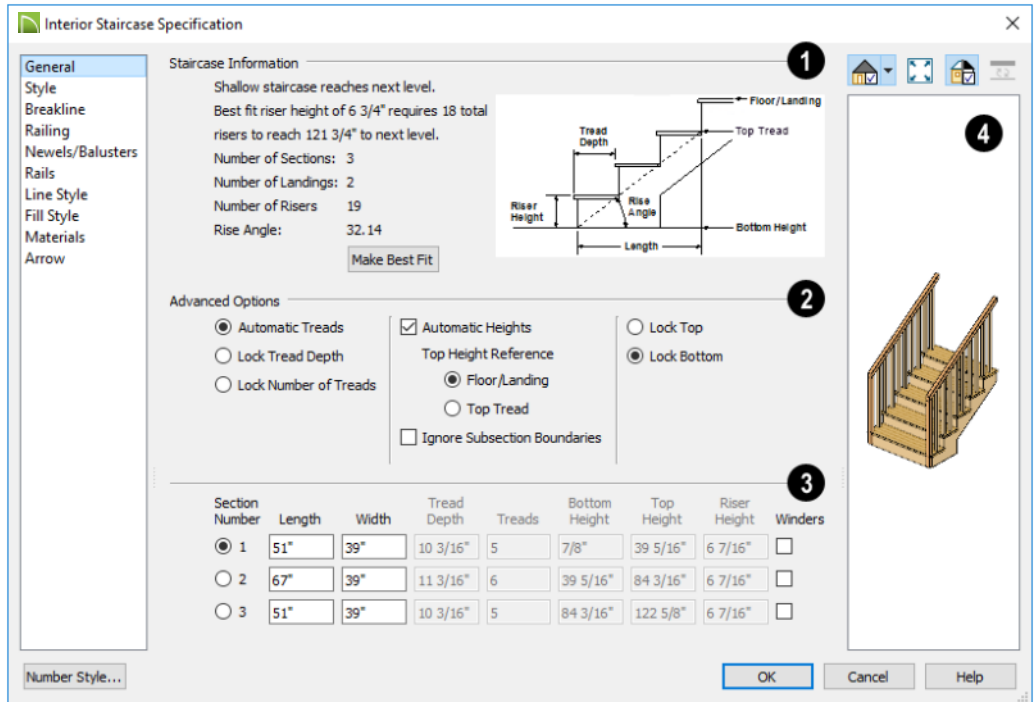 Interior Staircase Specification
General
Style
Breakline
Railing
Newels/Balusters
Rails
Line Style
Fill Style
Materials
Arrow
Number Style...
Staircase Information
1
Shallow staircase reaches next level.
Best fit riser height of 6 3/4" requires 18 total
risers to reach 121 3/4" to next level.
Number of Sections: 3
Number of Landings: 2
Number of Risers 19
Rise Angle: 32.14
Make Best Fit
Floor/Landing
Tread Depth
Top Tread
Riser Height
Rise Angle
Bottom Height
Length
Advanced Options
2
Automatic Treads
Lock Tread Depth
Lock Number of Treads
Automatic Heights
Top Height Reference
Floor/Landing
Top Tread
Ignore Subsection Boundaries
Lock Top
Lock Bottom
3
Section Number Length Width Tread Depth Treads Bottom Height Top Height Riser Height Winders
1 51" 39" 10 3/16" 5 7/8" 39 5/16" 6 7/16"
2 67" 39" 11 3/16" 6 39 5/16" 84 3/16" 6 7/16"
3 51" 39" 10 3/16" 5 84 3/16" 122 5/8" 6 7/16"
4
OK
Cancel
Help